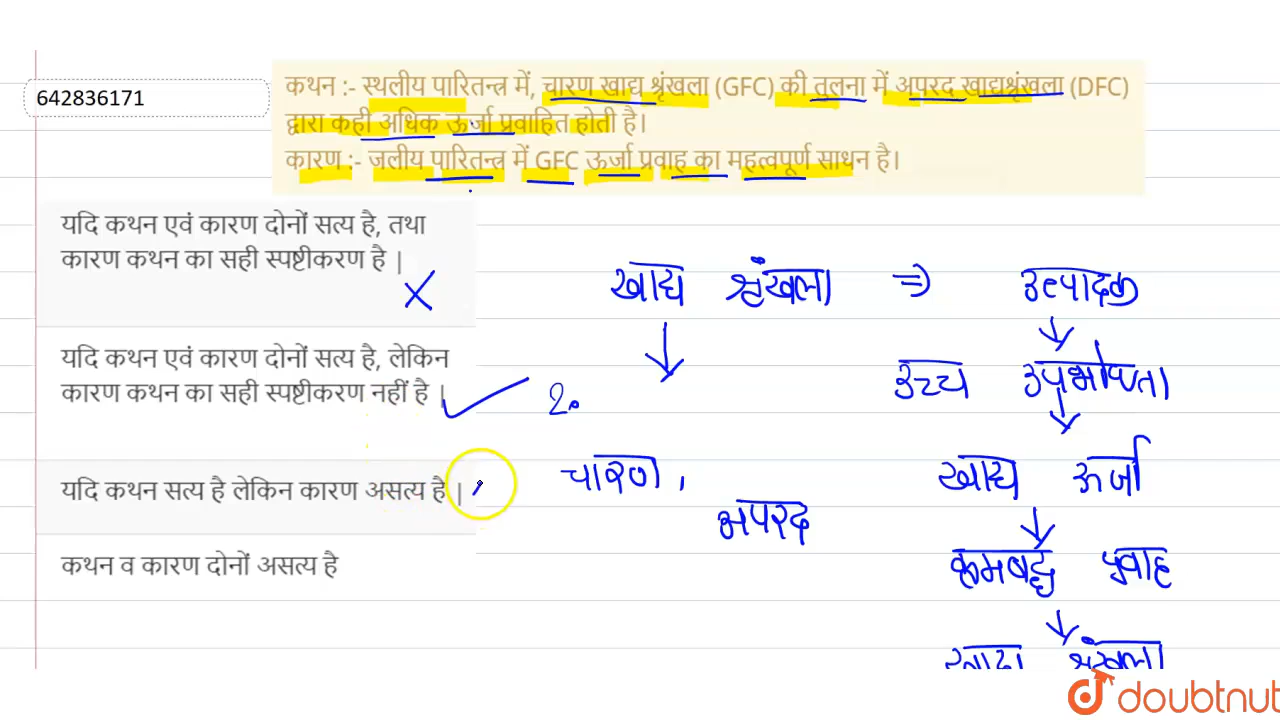 642836171
कथन :- स्थलीय पारितन्त्र में, चारण खाद्य श्रृंखला (GFC) की तुलना में अपरद खाद्यश्रृंखला (DFC)
द्वारा कही अधिक ऊर्जा प्रवाहित होती है।
कारण :- जलीय पारितन्त्र में GFC ऊर्जा प्रवाह का महत्वपूर्ण साधन है।
यदि कथन एवं कारण दोनों सत्य है, तथा
कारण कथन का सही स्पष्टीकरण है |
यदि कथन एवं कारण दोनों सत्य है, लेकिन
कारण कथन का सही स्पष्टीकरण नहीं है |
यदि कथन सत्य है लेकिन कारण असत्य है |
कथन व कारण दोनों असत्य है
खाद्य श्रृंखला ⇒ उत्पादक
उच्च उपभोक्ता
2.
चारण,
अपरद
खाद्य ऊर्जा
क्रमबद्ध प्रवाह
खाद्य श्रृंखला
doubtnut